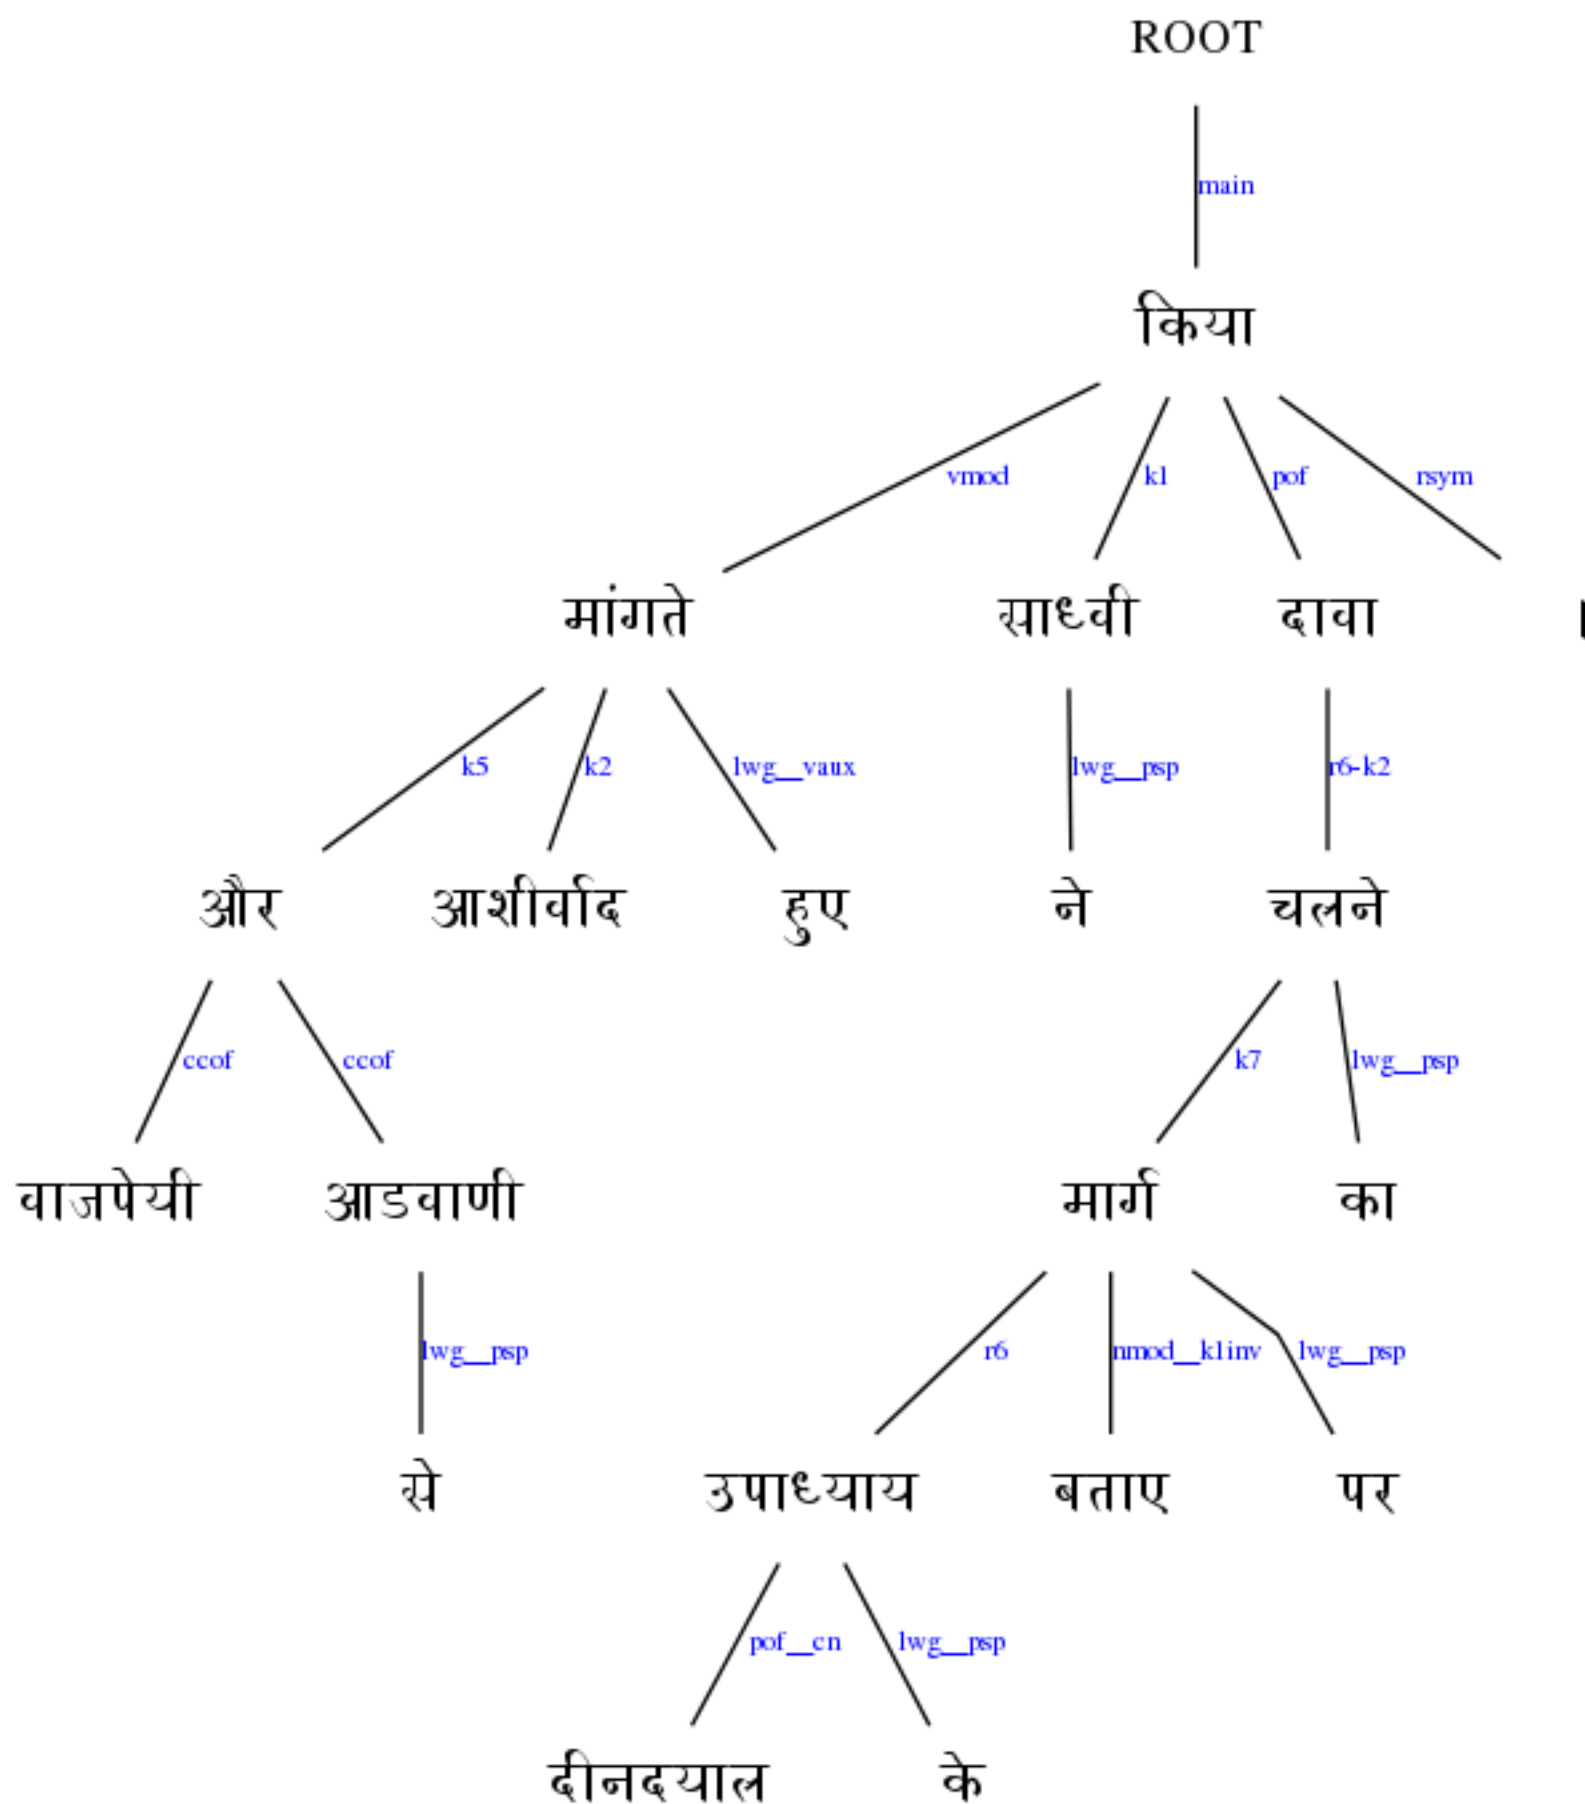 ROOT
main
किया
vmod k1 pof rsym
मांगते साध्वी दावा ।
k5 k2 lwg__vaux lwg__psp r6-k2
और आशीर्वाद हुए ने चलने
ccof ccof k7 lwg__psp
वाजपेयी आडवाणी मार्ग का
lwg__psp r6 nmod__k1inv lwg__psp
से उपाध्याय बताए पर
pof__cn lwg__psp
दीनदयाल के